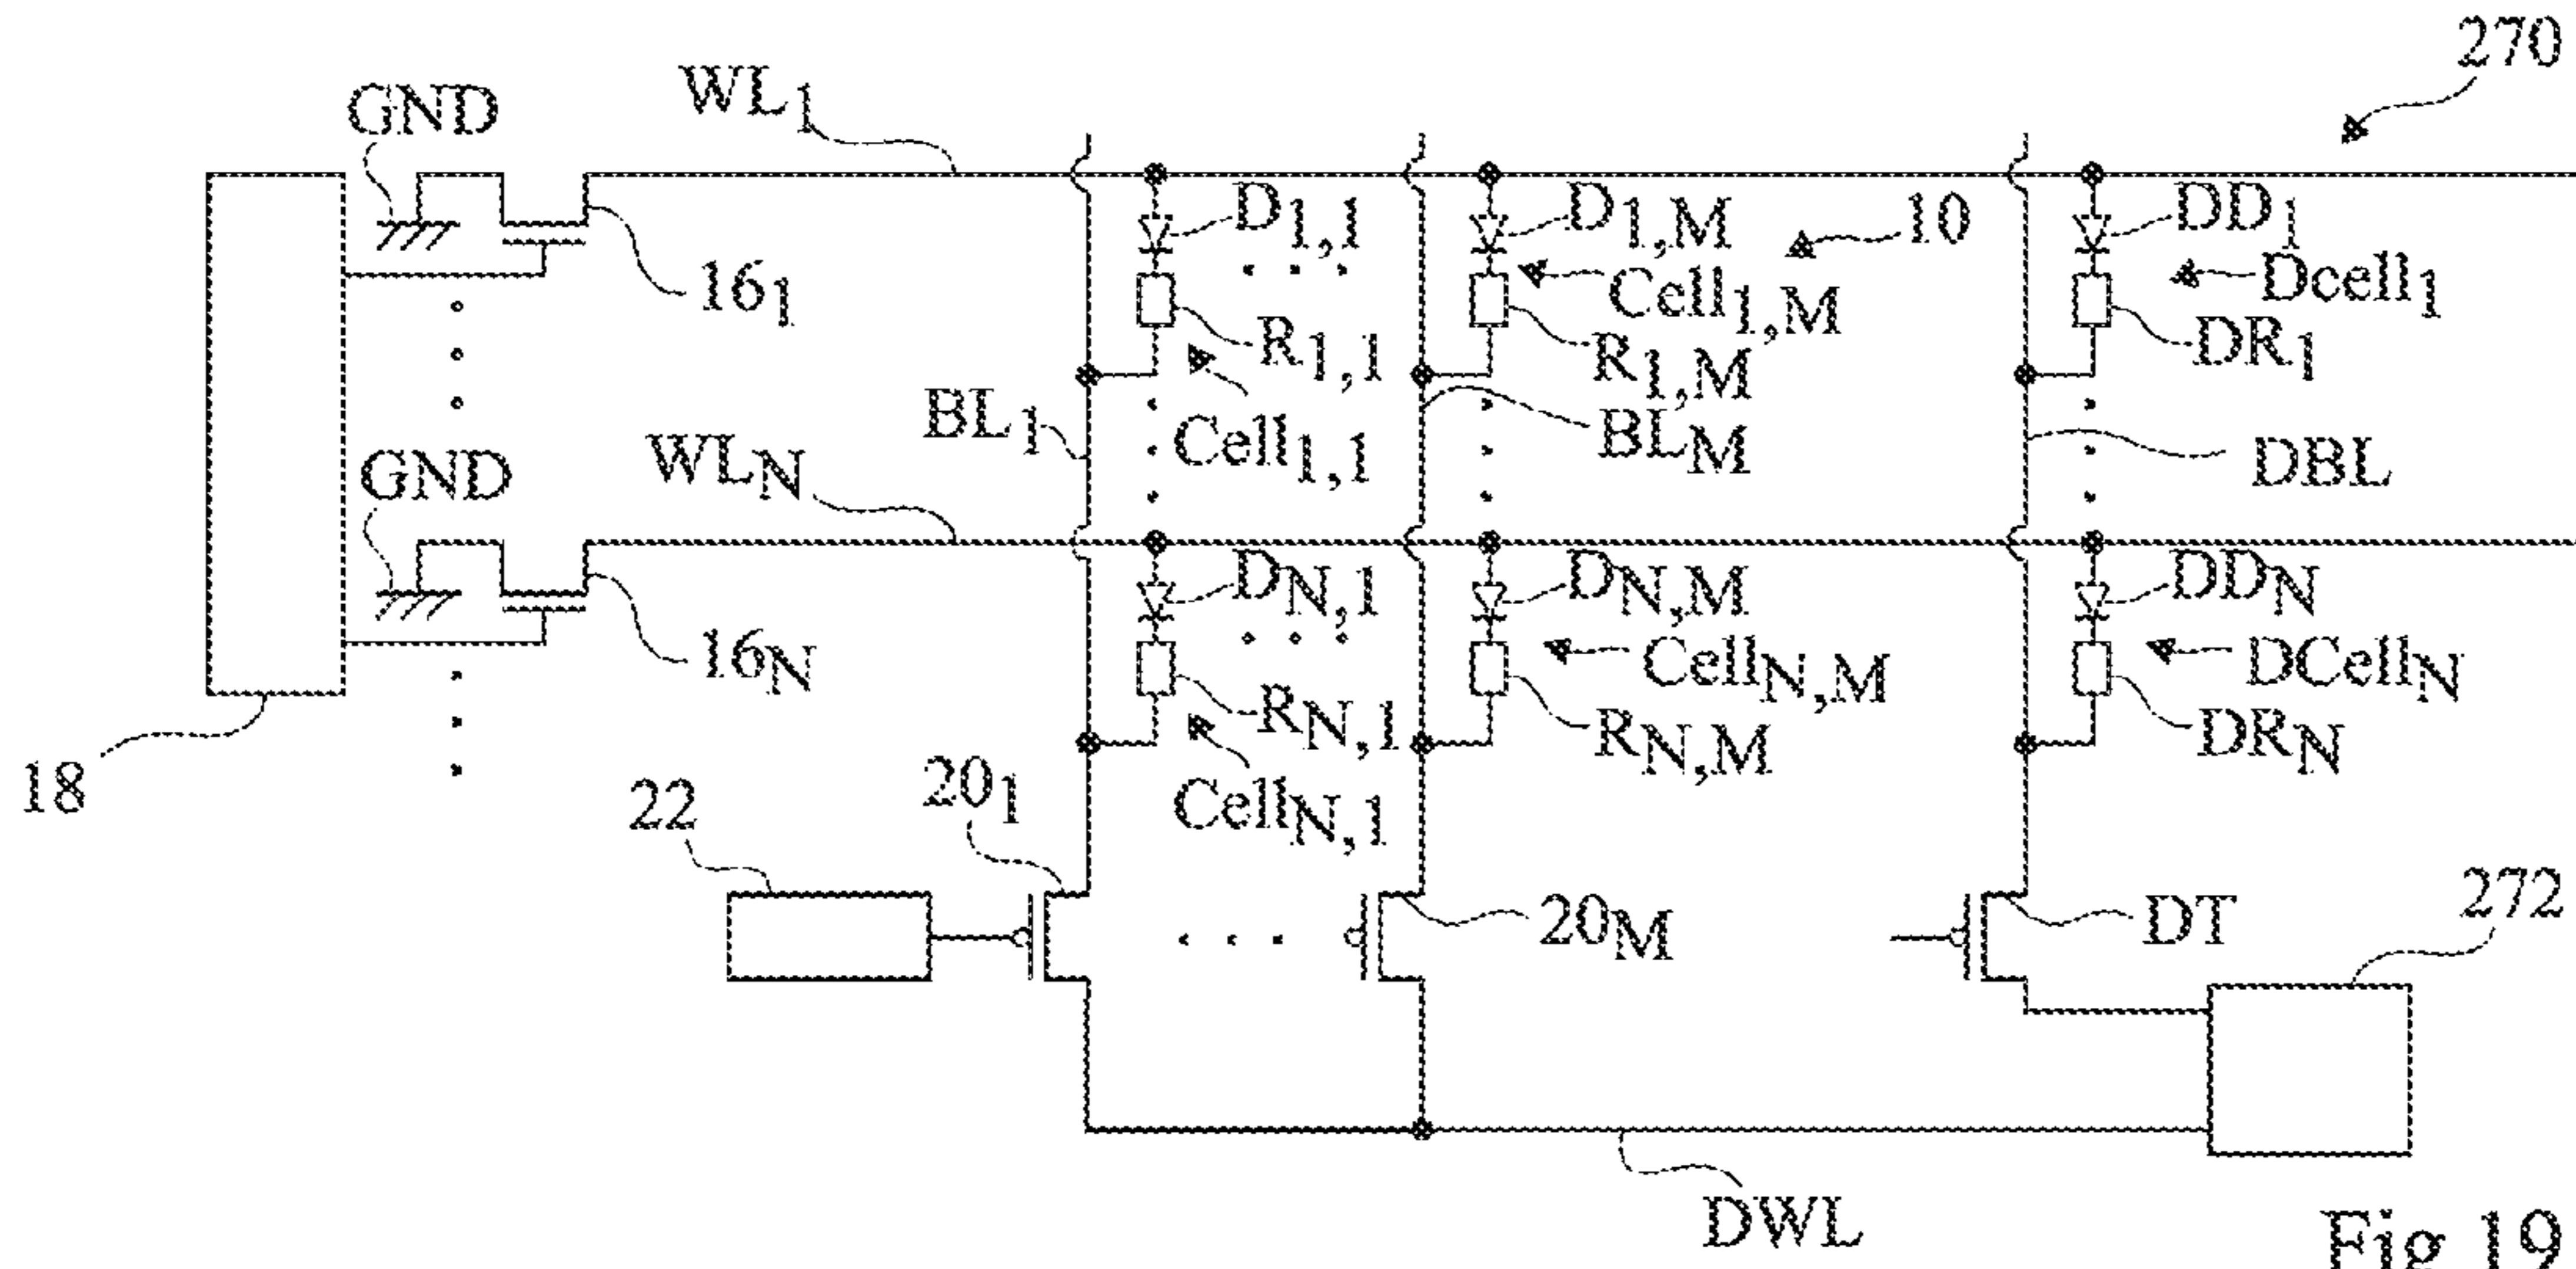 270
GND
WL1
D1,1
D1,M
10
DD1
Cell1,M
Dcell1
161
R1,1
R1,M
DR1
BL1
Cell1,1
BLM
DBL
GND
WLN
DN,1
DN,M
DDN
16N
CellN,M
DCellN
RN,1
RN,M
DRN
18
22
201
CellN,1
20M
DT
272
DWL
Fig 19